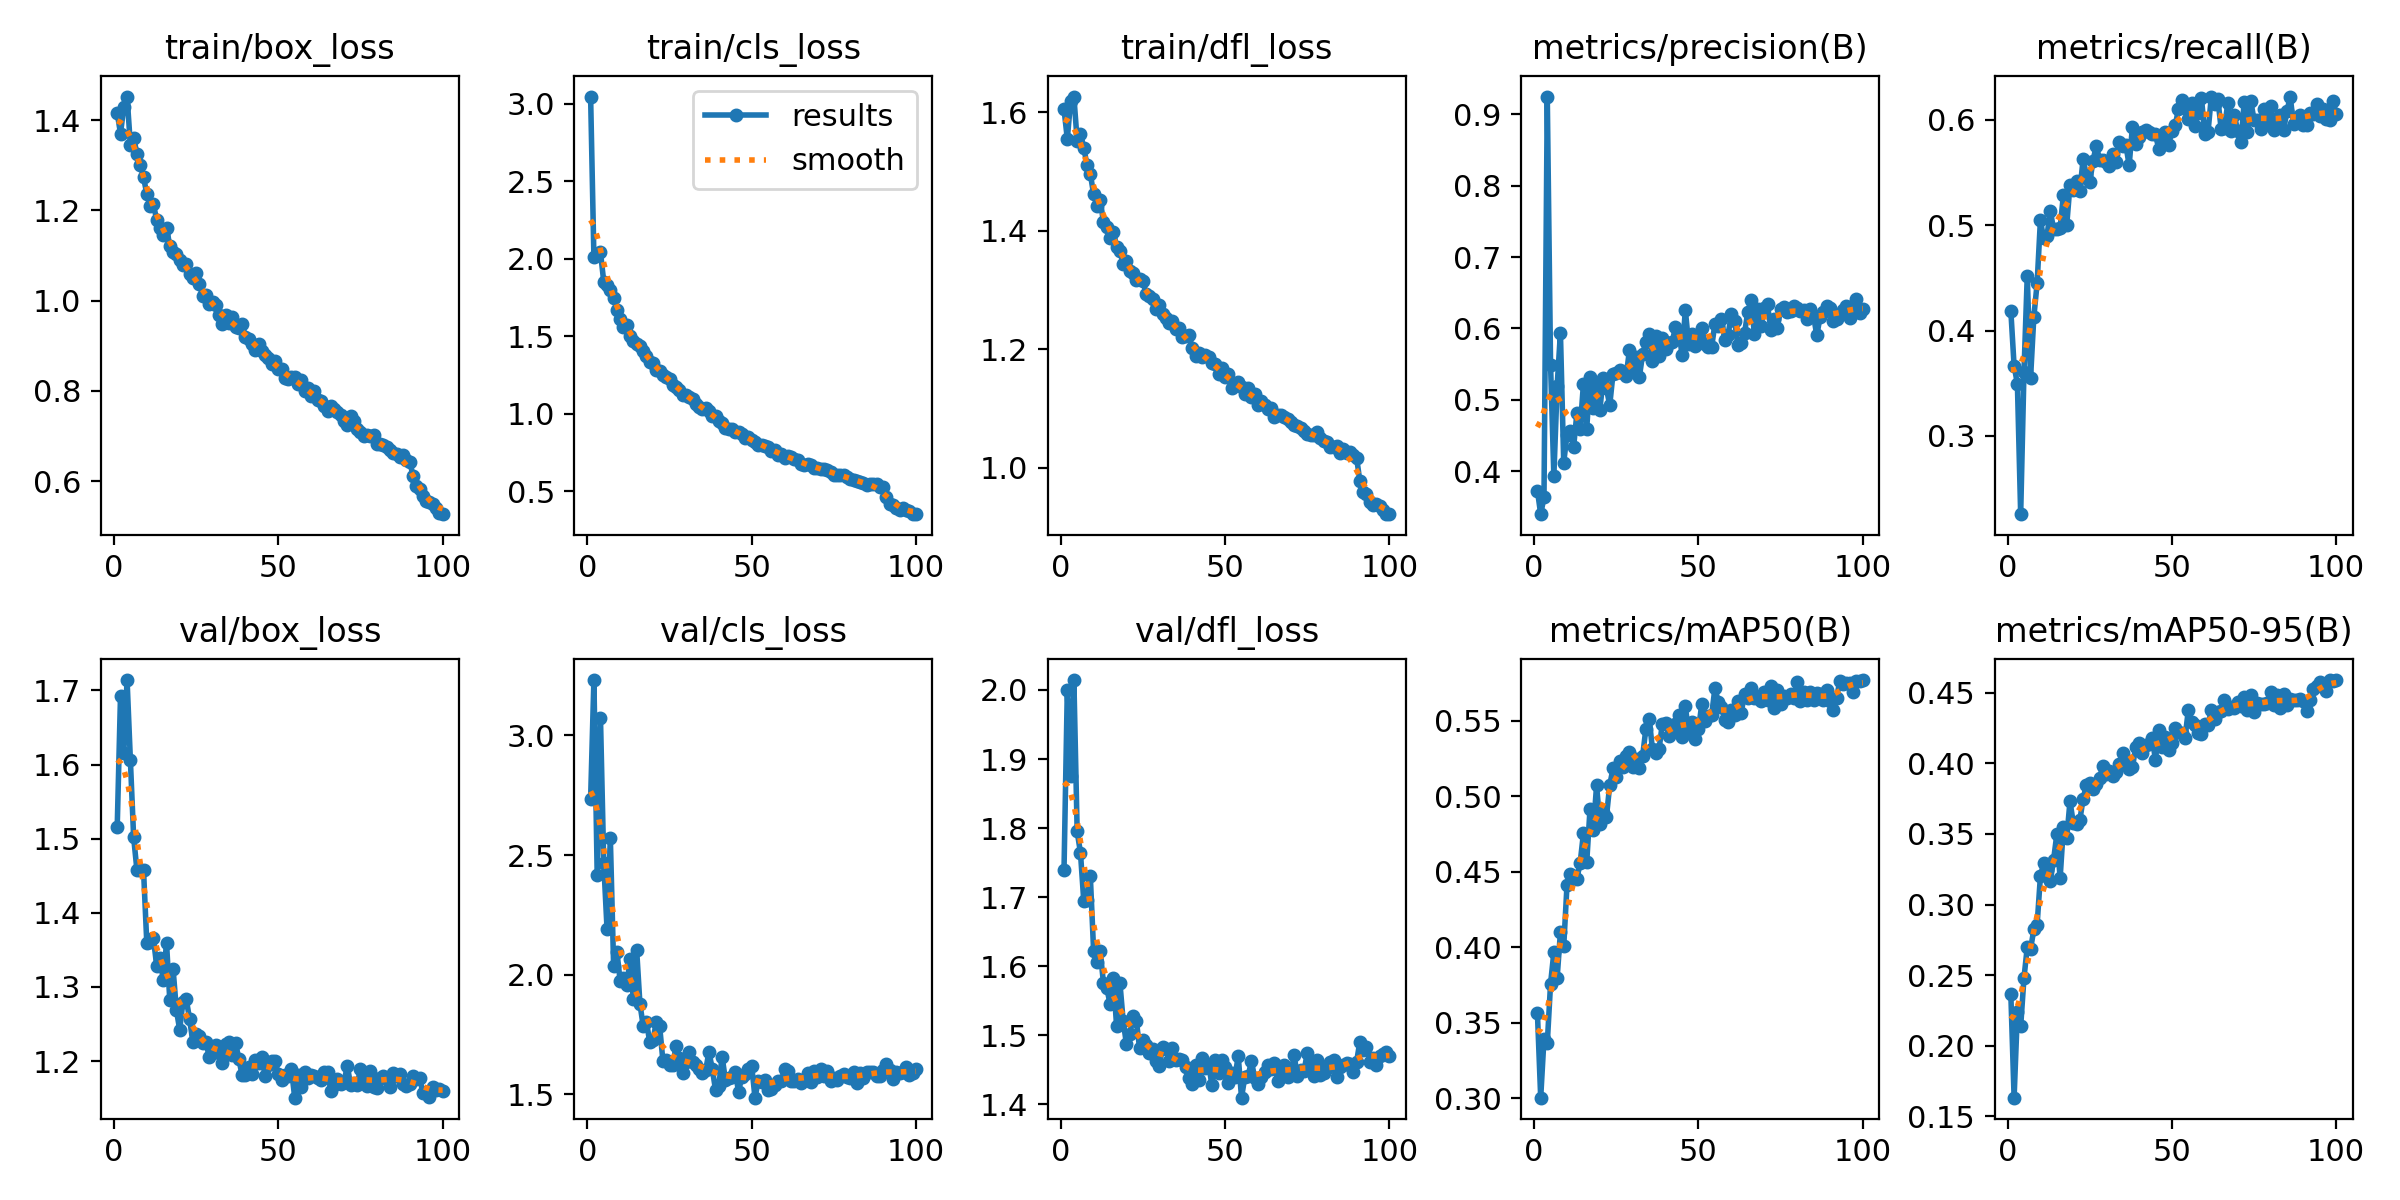 train/box_loss
1.4
1.2
1.0
0.8
0.6
0 50 100
train/cls_loss
results
smooth
3.0
2.5
2.0
1.5
1.0
0.5
0 50 100
train/dfl_loss
1.6
1.4
1.2
1.0
0 50 100
metrics/precision(B)
0.9
0.8
0.7
0.6
0.5
0.4
0 50 100
metrics/recall(B)
0.6
0.5
0.4
0.3
0 50 100
val/box_loss
1.7
1.6
1.5
1.4
1.3
1.2
0 50 100
val/cls_loss
3.0
2.5
2.0
1.5
0 50 100
val/dfl_loss
2.0
1.9
1.8
1.7
1.6
1.5
1.4
0 50 100
metrics/mAP50(B)
0.55
0.50
0.45
0.40
0.35
0.30
0 50 100
metrics/mAP50-95(B)
0.45
0.40
0.35
0.30
0.25
0.20
0.15
0 50 100